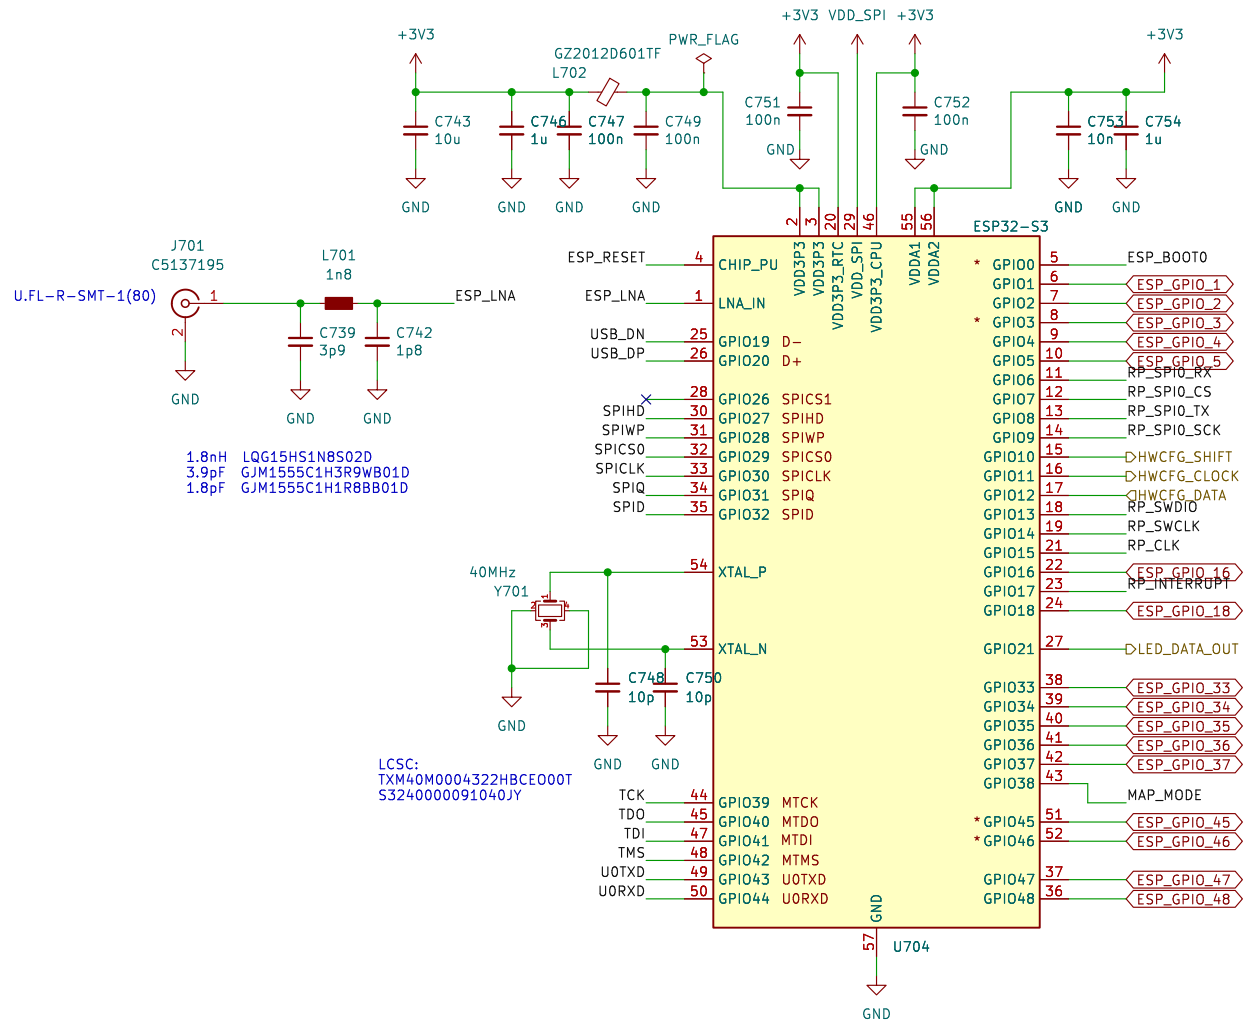 +3V3 VDD_SPI +3V3
+3V3 PWR_FLAG +3V3
GZ2012D601TF
L702
C743
10u
C746
1u
C747
100n
C749
100n
C751
100n
C752
100n
C753
10n
C754
1u
GND GND
GND GND GND GND GND GND
J701
C5137195
U.FL-R-SMT-1(80)
1
2
GND
L701
1n8
ESP_LNA
C739
3p9
C742
1p8
GND GND
1.8nH LQG15HS1N8S02D
3.9pF GJM1555C1H3R9WB01D
1.8pF GJM1555C1H1R8BB01D
ESP32-S3
2 VDD3P3
3 VDD3P3
20 VDD3P3_RTC
29 VDD_SPI
46 VDD3P3_CPU
55 VDDA1
56 VDDA2
ESP_RESET 4 CHIP_PU
ESP_LNA 1 LNA_IN
USB_DN 25 GPIO19 D-
USB_DP 26 GPIO20 D+
28 GPIO26 SPICS1
SPIHD 30 GPIO27 SPIHD
SPIWP 31 GPIO28 SPIWP
SPICS0 32 GPIO29 SPICS0
SPICLK 33 GPIO30 SPICLK
SPIQ 34 GPIO31 SPIQ
SPID 35 GPIO32 SPID
54 XTAL_P
53 XTAL_N
40MHz
Y701
1
2
4
3
GND
C748
10p
C750
10p
GND GND
LCSC:
TXM40M0004322HBCEO00T
S3240000091040JY
TCK 44 GPIO39 MTCK
TDO 45 GPIO40 MTDO
TDI 47 GPIO41 MTDI
TMS 48 GPIO42 MTMS
U0TXD 49 GPIO43 U0TXD
U0RXD 50 GPIO44 U0RXD
* GPIO0 5 ESP_BOOT0
GPIO1 6 ESP_GPIO_1
GPIO2 7 ESP_GPIO_2
* GPIO3 8 ESP_GPIO_3
GPIO4 9 ESP_GPIO_4
GPIO5 10 ESP_GPIO_5
GPIO6 11 RP_SPI0_RX
GPIO7 12 RP_SPI0_CS
GPIO8 13 RP_SPI0_TX
GPIO9 14 RP_SPI0_SCK
GPIO10 15 HWCFG_SHIFT
GPIO11 16 HWCFG_CLOCK
GPIO12 17 HWCFG_DATA
GPIO13 18 RP_SWDIO
GPIO14 19 RP_SWCLK
GPIO15 21 RP_CLK
GPIO16 22 ESP_GPIO_16
GPIO17 23 RP_INTERRUPT
GPIO18 24 ESP_GPIO_18
GPIO21 27 LED_DATA_OUT
GPIO33 38 ESP_GPIO_33
GPIO34 39 ESP_GPIO_34
GPIO35 40 ESP_GPIO_35
GPIO36 41 ESP_GPIO_36
GPIO37 42 ESP_GPIO_37
GPIO38 43 MAP_MODE
* GPIO45 51 ESP_GPIO_45
* GPIO46 52 ESP_GPIO_46
GPIO47 37 ESP_GPIO_47
GPIO48 36 ESP_GPIO_48
GND
57
U704
GND